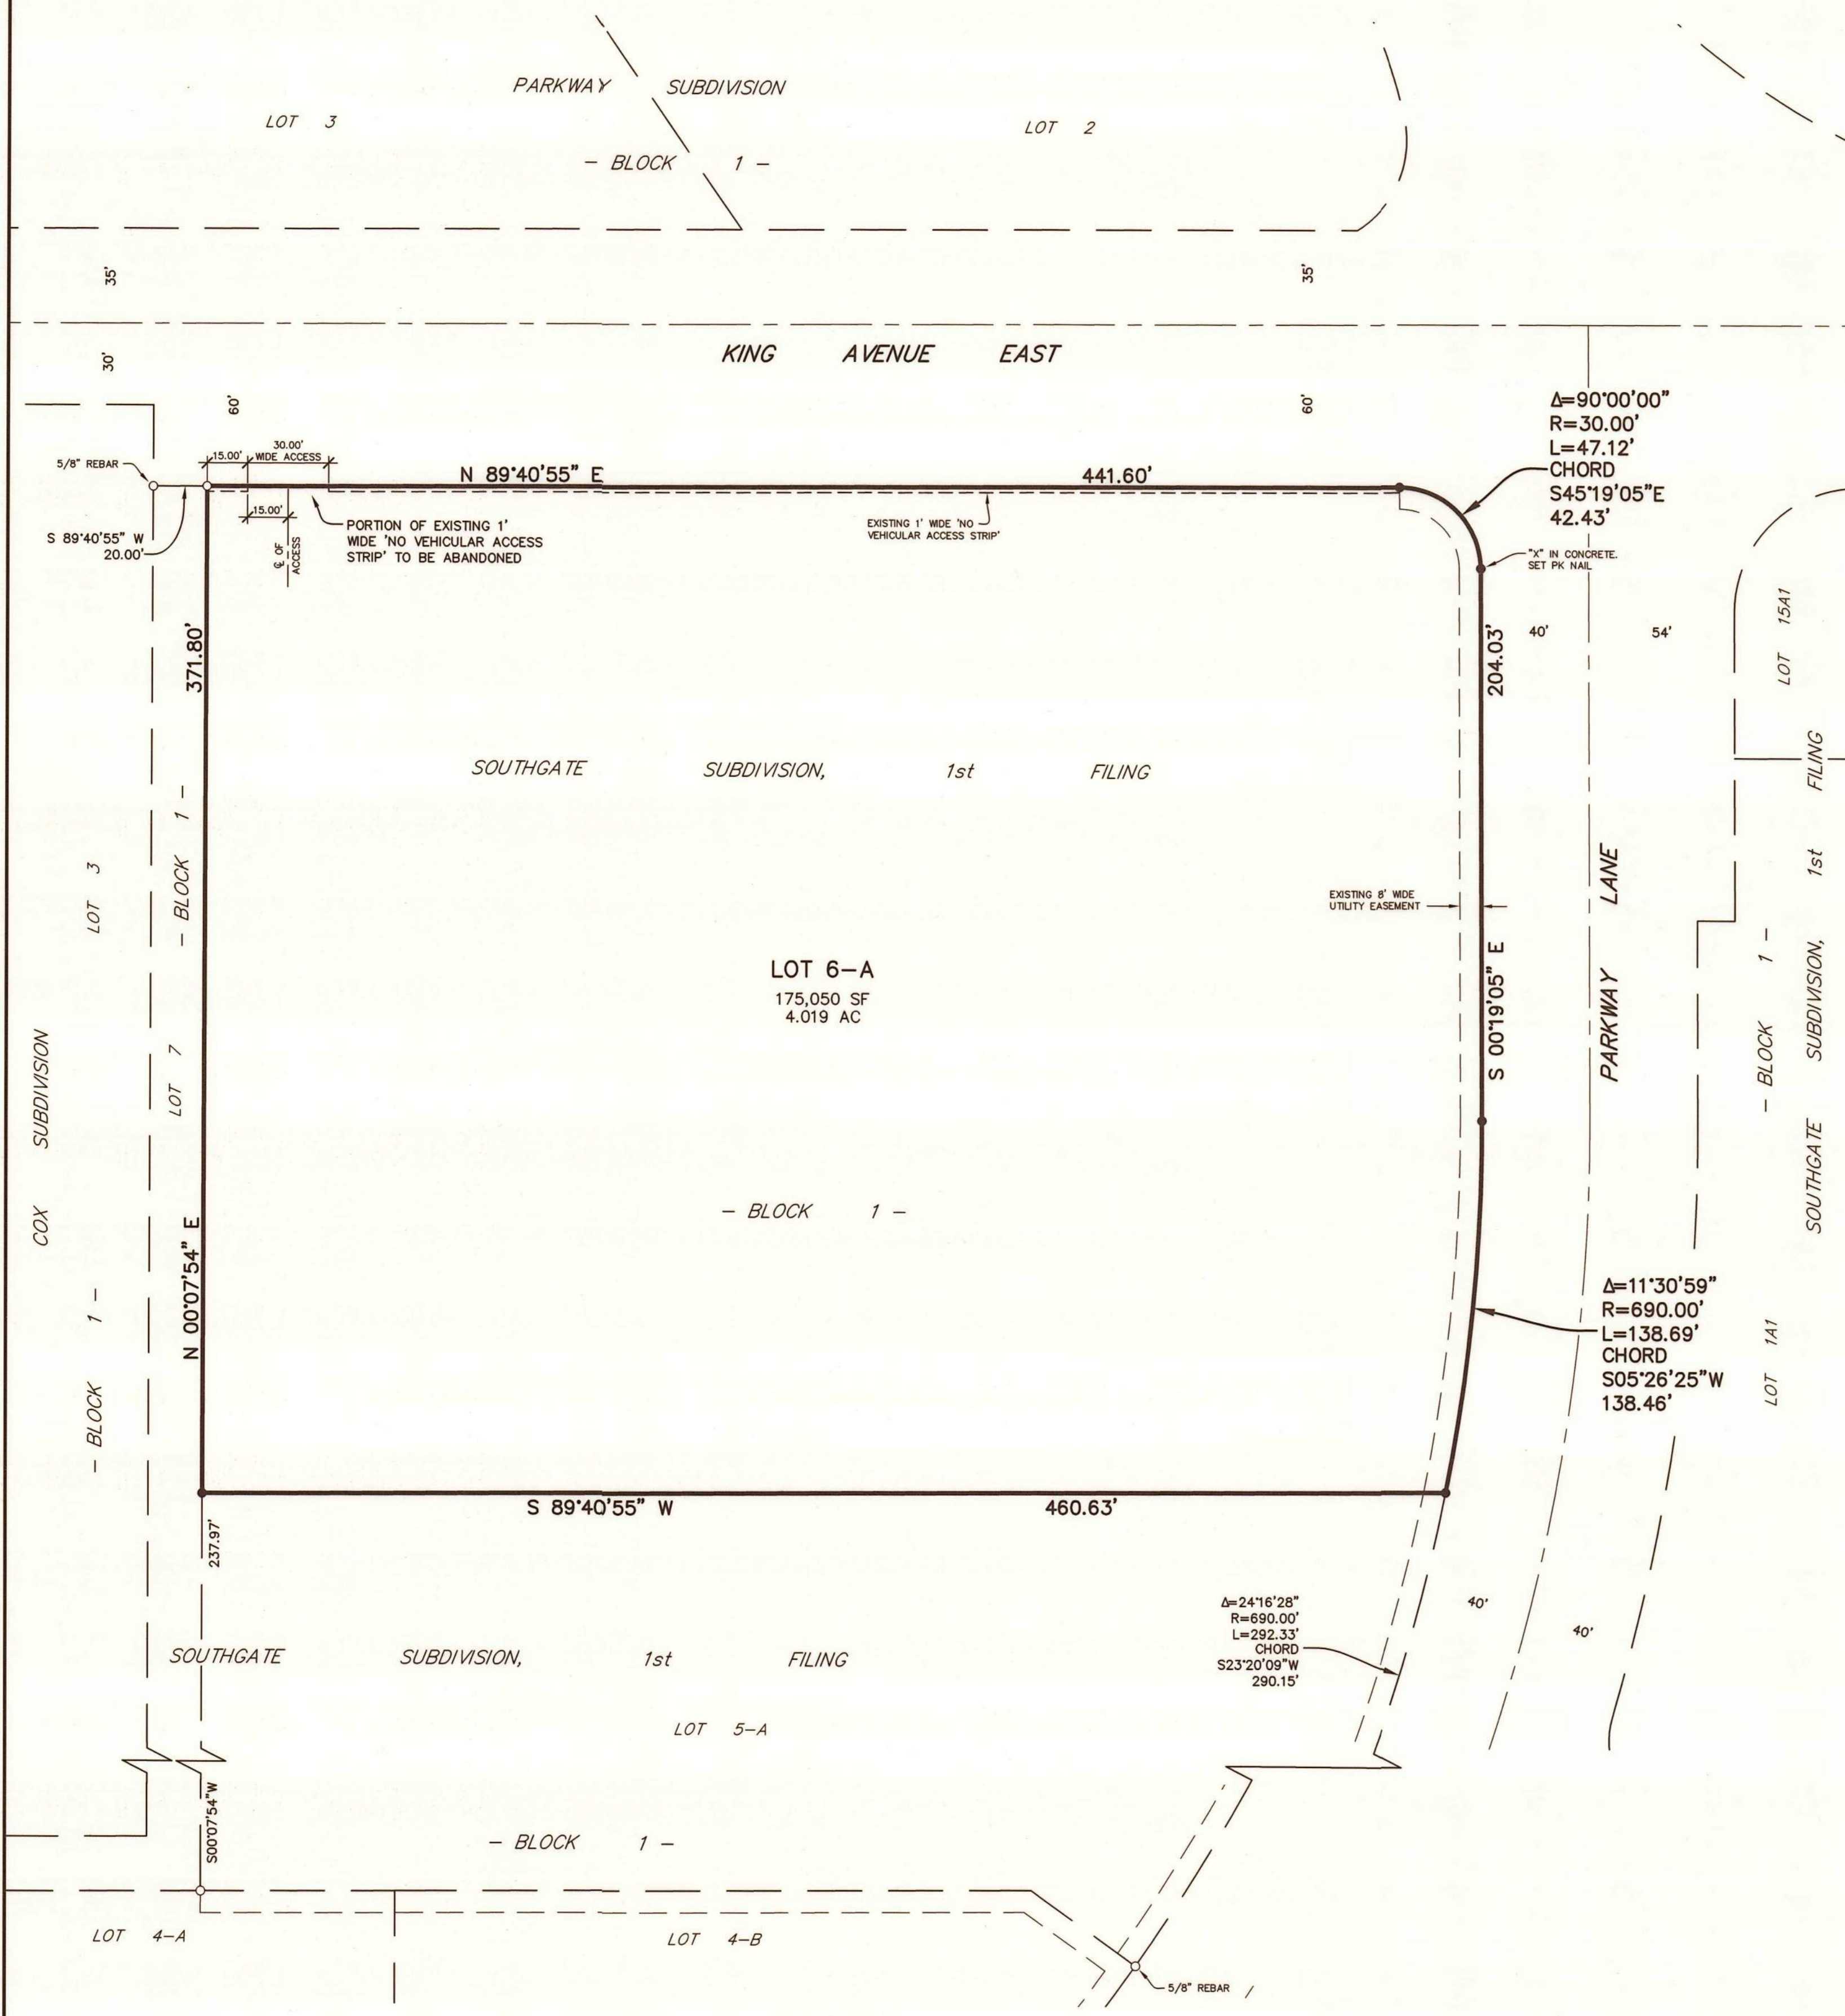 PARKWAY SUBDIVISION
LOT 3
LOT 2
- BLOCK 1 -
35'
35'
KING AVENUE EAST
30'
60'
60'
Δ=90°00'00"
R=30.00'
L=47.12'
CHORD
S45°19'05"E
42.43'
5/8" REBAR
15.00'
30.00'
WIDE ACCESS
N 89°40'55" E
441.60'
15.00'
S 89°40'55" W
20.00'
PORTION OF EXISTING 1'
WIDE 'NO VEHICULAR ACCESS
STRIP' TO BE ABANDONED
EXISTING 1' WIDE 'NO
VEHICULAR ACCESS STRIP'
℄ OF
ACCESS
"X" IN CONCRETE.
SET PK NAIL
371.80'
204.03'
40'
54'
LOT 15A1
SOUTHGATE SUBDIVISION, 1st FILING
LOT 3
- BLOCK 1 -
EXISTING 8' WIDE
UTILITY EASEMENT
PARKWAY LANE
LOT 6-A
175,050 SF
4.019 AC
S 00°19'05" E
- BLOCK 1 -
SOUTHGATE SUBDIVISION, 1st FILING
COX SUBDIVISION
LOT 7
- BLOCK 1 -
N 00°07'54" E
- BLOCK 1 -
Δ=11°30'59"
R=690.00'
L=138.69'
CHORD
S05°26'25"W
138.46'
LOT 1A1
S 89°40'55" W
460.63'
237.97'
Δ=24°16'28"
R=690.00'
L=292.33'
CHORD
S23°20'09"W
290.15'
40'
40'
SOUTHGATE SUBDIVISION, 1st FILING
LOT 5-A
S00°07'54"W
- BLOCK 1 -
LOT 4-A
LOT 4-B
5/8" REBAR